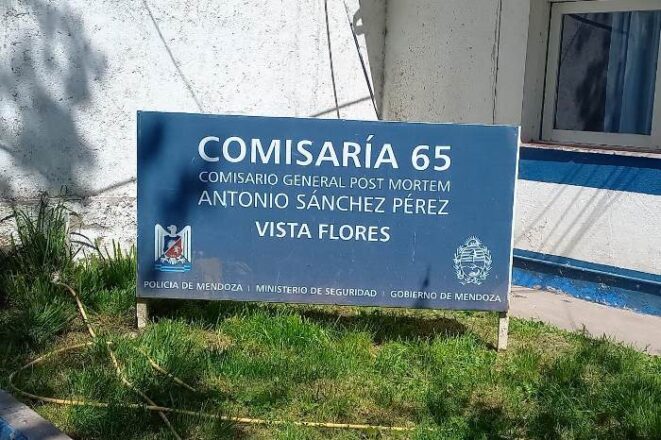 COMISARÍA 65
COMISARIO GENERAL POST MORTEM
ANTONIO SÁNCHEZ PÉREZ
VISTA FLORES
POLICIA DE MENDOZA | MINISTERIO DE SEGURIDAD | GOBIERNO DE MENDOZA